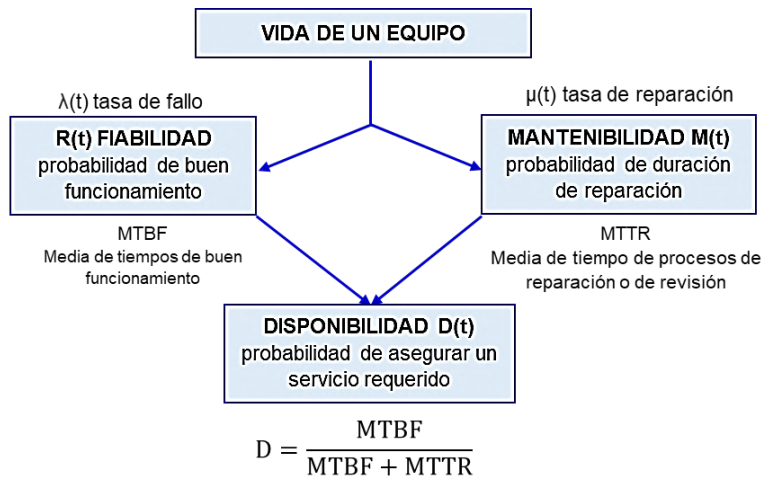 VIDA DE UN EQUIPO
λ(t) tasa de fallo
R(t) FIABILIDAD
probabilidad de buen
funcionamiento
MTBF
Media de tiempos de buen
funcionamiento
μ(t) tasa de reparación
MANTENIBILIDAD M(t)
probabilidad de duración
de reparación
MTTR
Media de tiempo de procesos de
reparación o de revisión
DISPONIBILIDAD D(t)
probabilidad de asegurar un
servicio requerido
D = MTBF / (MTBF + MTTR)